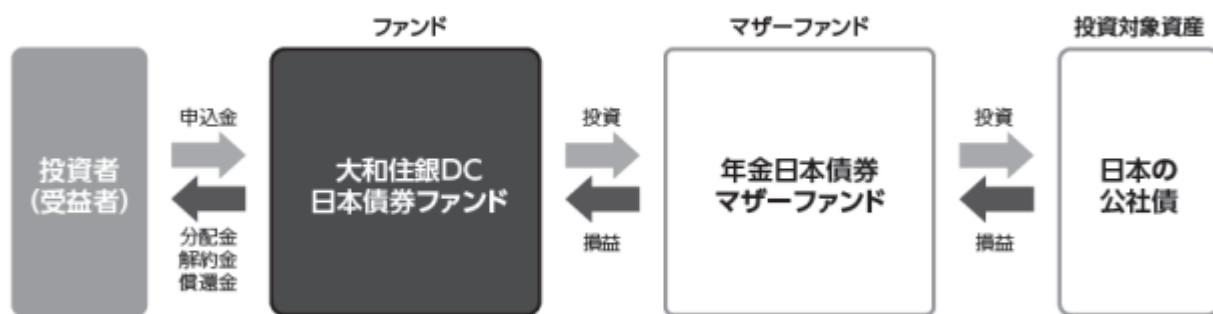 ファンド
マザーファンド
投資対象資産
投資者
(受益者)
申込金
分配金
解約金
償還金
大和住銀DC
日本債券ファンド
投資
損益
年金日本債券
マザーファンド
投資
損益
日本の
公社債